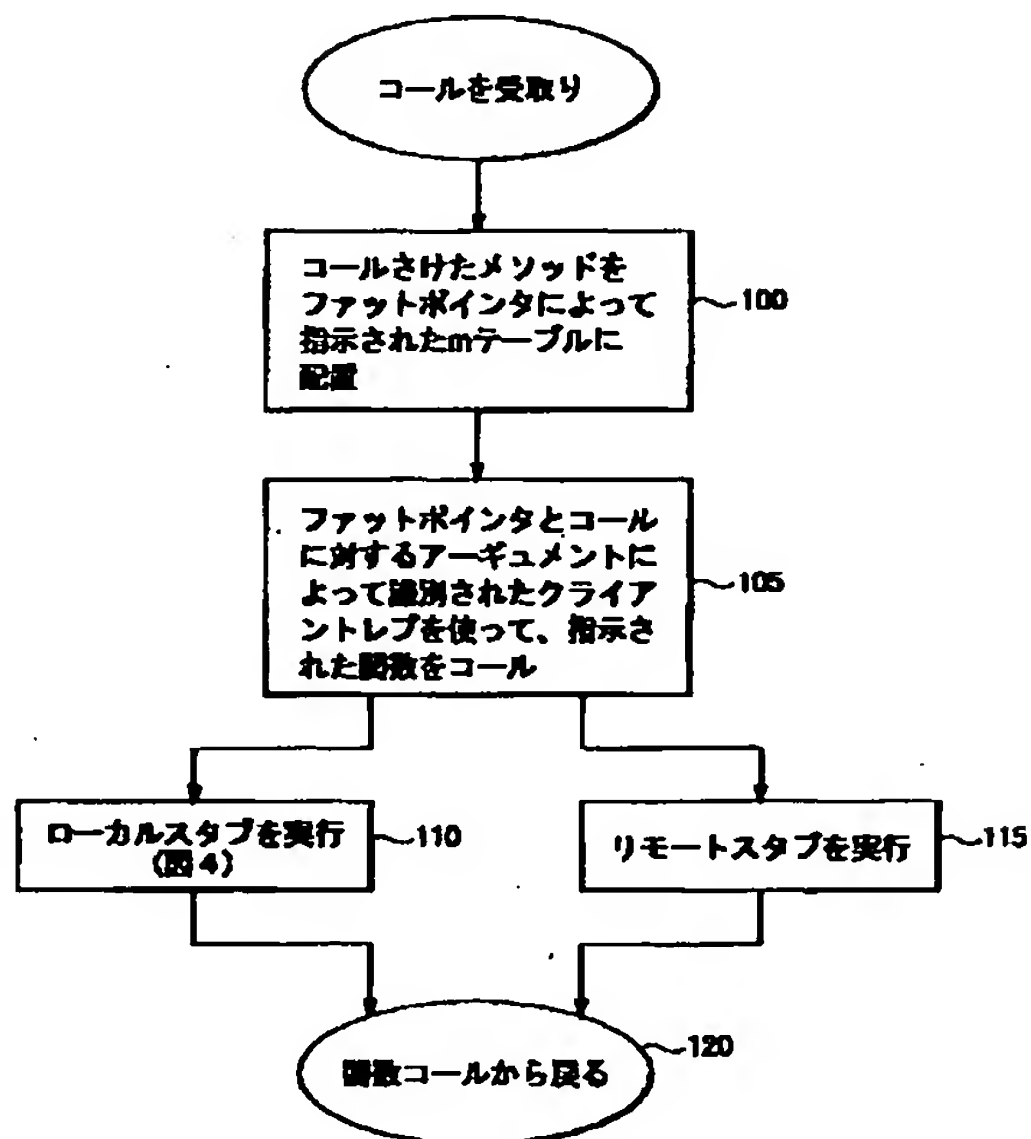 コールを受取り
コールさけたメソッドを
ファットポインタによって
指示されたmテーブルに
配置
100
ファットポインタとコール
に対するアーギュメントに
よって識別されたクライア
ントレプを使って、指示さ
れた関数をコール
105
ローカルスタブを実行
(図4)
110
リモートスタブを実行
115
関数コールから戻る
120